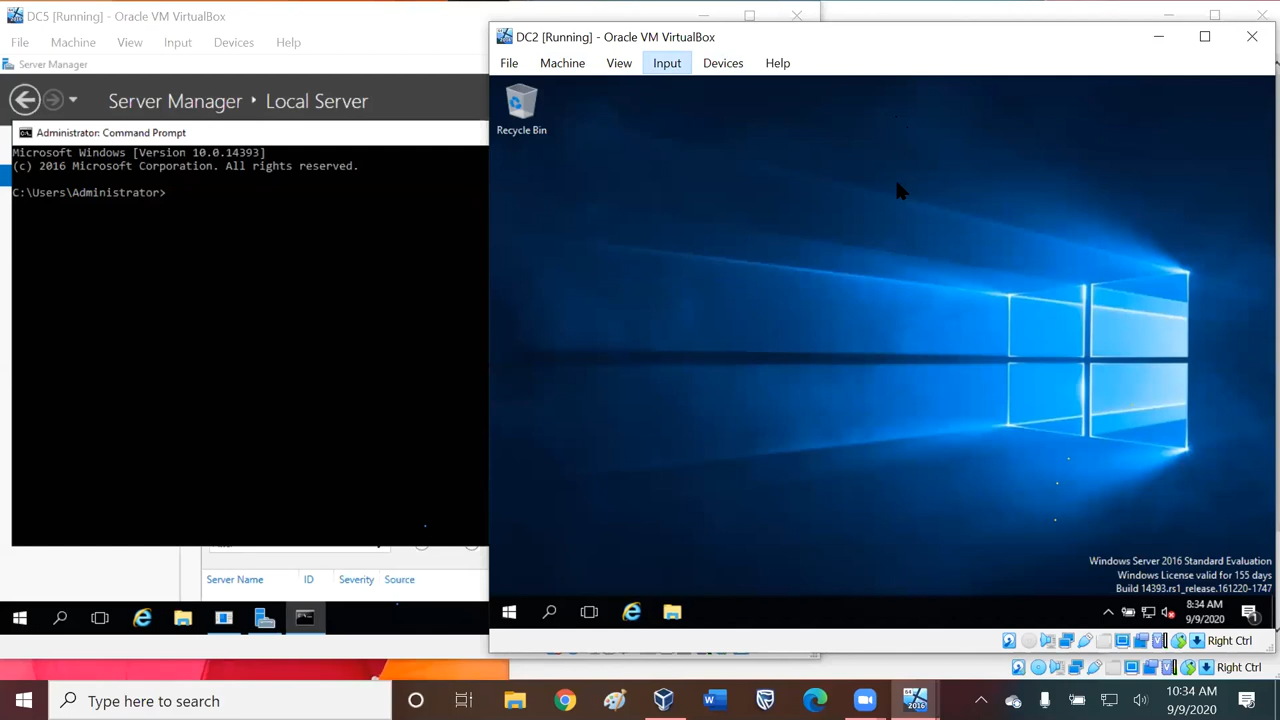 DC5 [Running] - Oracle VM VirtualBox
File Machine View Input Devices Help
Server Manager
Server Manager Local Server
Administrator: Command Prompt
Microsoft Windows [Version 10.0.14393]
(c) 2016 Microsoft Corporation. All rights reserved.
C:\Users\Administrator>
Server Name ID Severity Source
DC2 [Running] - Oracle VM VirtualBox
File Machine View Input Devices Help
Recycle Bin
Windows Server 2016 Standard Evaluation
Windows License valid for 155 days
Build 14393.rs1_release.161220-1747
8:34 AM
9/9/2020
Right Ctrl
Right Ctrl
Type here to search
10:34 AM
9/9/2020